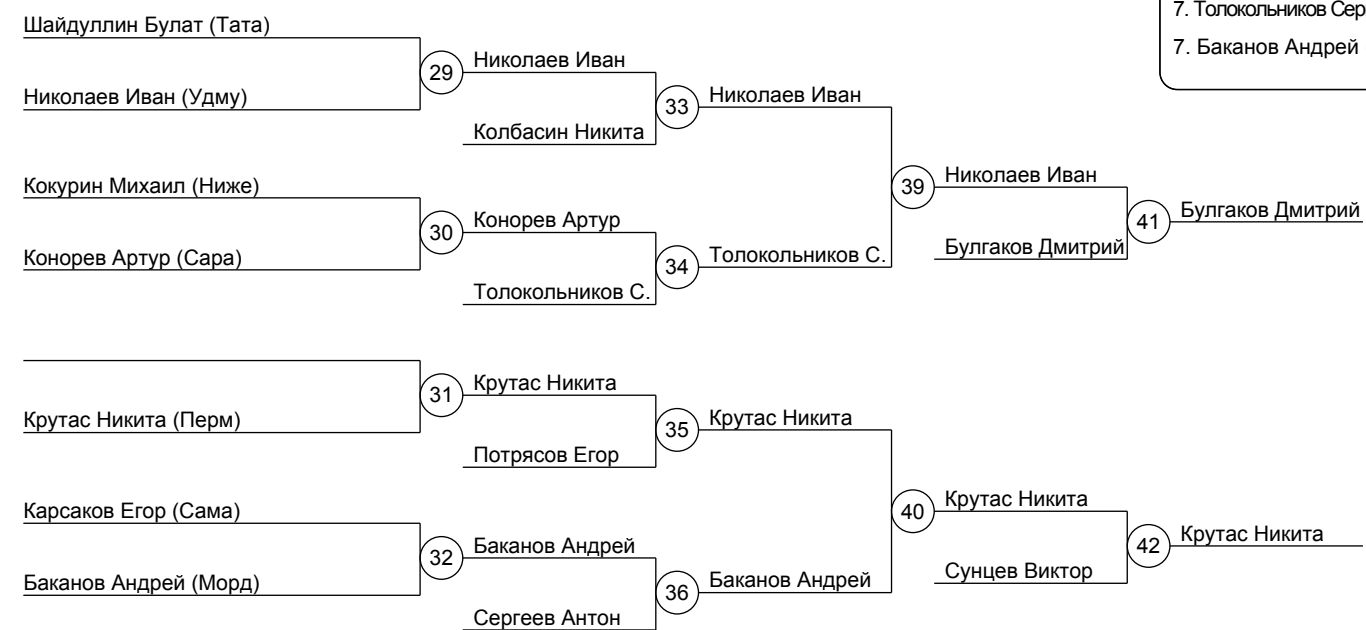 7. Толокольников Сер
7. Баканов Андрей
Шайдуллин Булат (Тата)
29
Николаев Иван
Николаев Иван (Удму)
33
Николаев Иван
Колбасин Никита
39
Николаев Иван
Кокурин Михаил (Ниже)
30
Конорев Артур
41
Булгаков Дмитрий
Конорев Артур (Сара)
34
Толокольников С.
Булгаков Дмитрий
Толокольников С.
31
Крутас Никита
Крутас Никита (Перм)
35
Крутас Никита
Потрясов Егор
40
Крутас Никита
Карсаков Егор (Сама)
32
Баканов Андрей
42
Крутас Никита
Баканов Андрей (Морд)
36
Баканов Андрей
Сунцев Виктор
Сергеев Антон